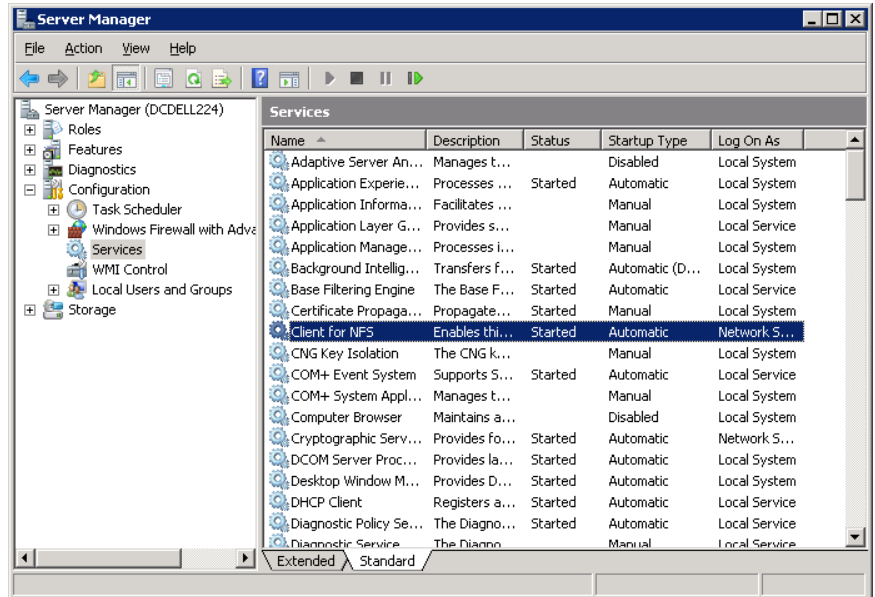 Server Manager
File Action View Help
Server Manager (DCDELL224)
Roles
Features
Diagnostics
Configuration
Task Scheduler
Windows Firewall with Adva
Services
WMI Control
Local Users and Groups
Storage
Services
Name Description Status Startup Type Log On As
Adaptive Server An... Manages t... Disabled Local System
Application Experie... Processes ... Started Automatic Local System
Application Informa... Facilitates ... Manual Local System
Application Layer G... Provides s... Manual Local Service
Application Manage... Processes i... Manual Local System
Background Intellig... Transfers f... Started Automatic (D... Local System
Base Filtering Engine The Base F... Started Automatic Local Service
Certificate Propaga... Propagate... Started Manual Local System
Client for NFS Enables thi... Started Automatic Network S...
CNG Key Isolation The CNG k... Manual Local System
COM+ Event System Supports S... Started Automatic Local Service
COM+ System Appl... Manages t... Manual Local System
Computer Browser Maintains a... Disabled Local System
Cryptographic Serv... Provides fo... Started Automatic Network S...
DCOM Server Proc... Provides la... Started Automatic Local System
Desktop Window M... Provides D... Started Automatic Local System
DHCP Client Registers a... Started Automatic Local Service
Diagnostic Policy Se... The Diagno... Started Automatic Local Service
Diagnostic Service The Diagno Manual Local Service
Extended Standard